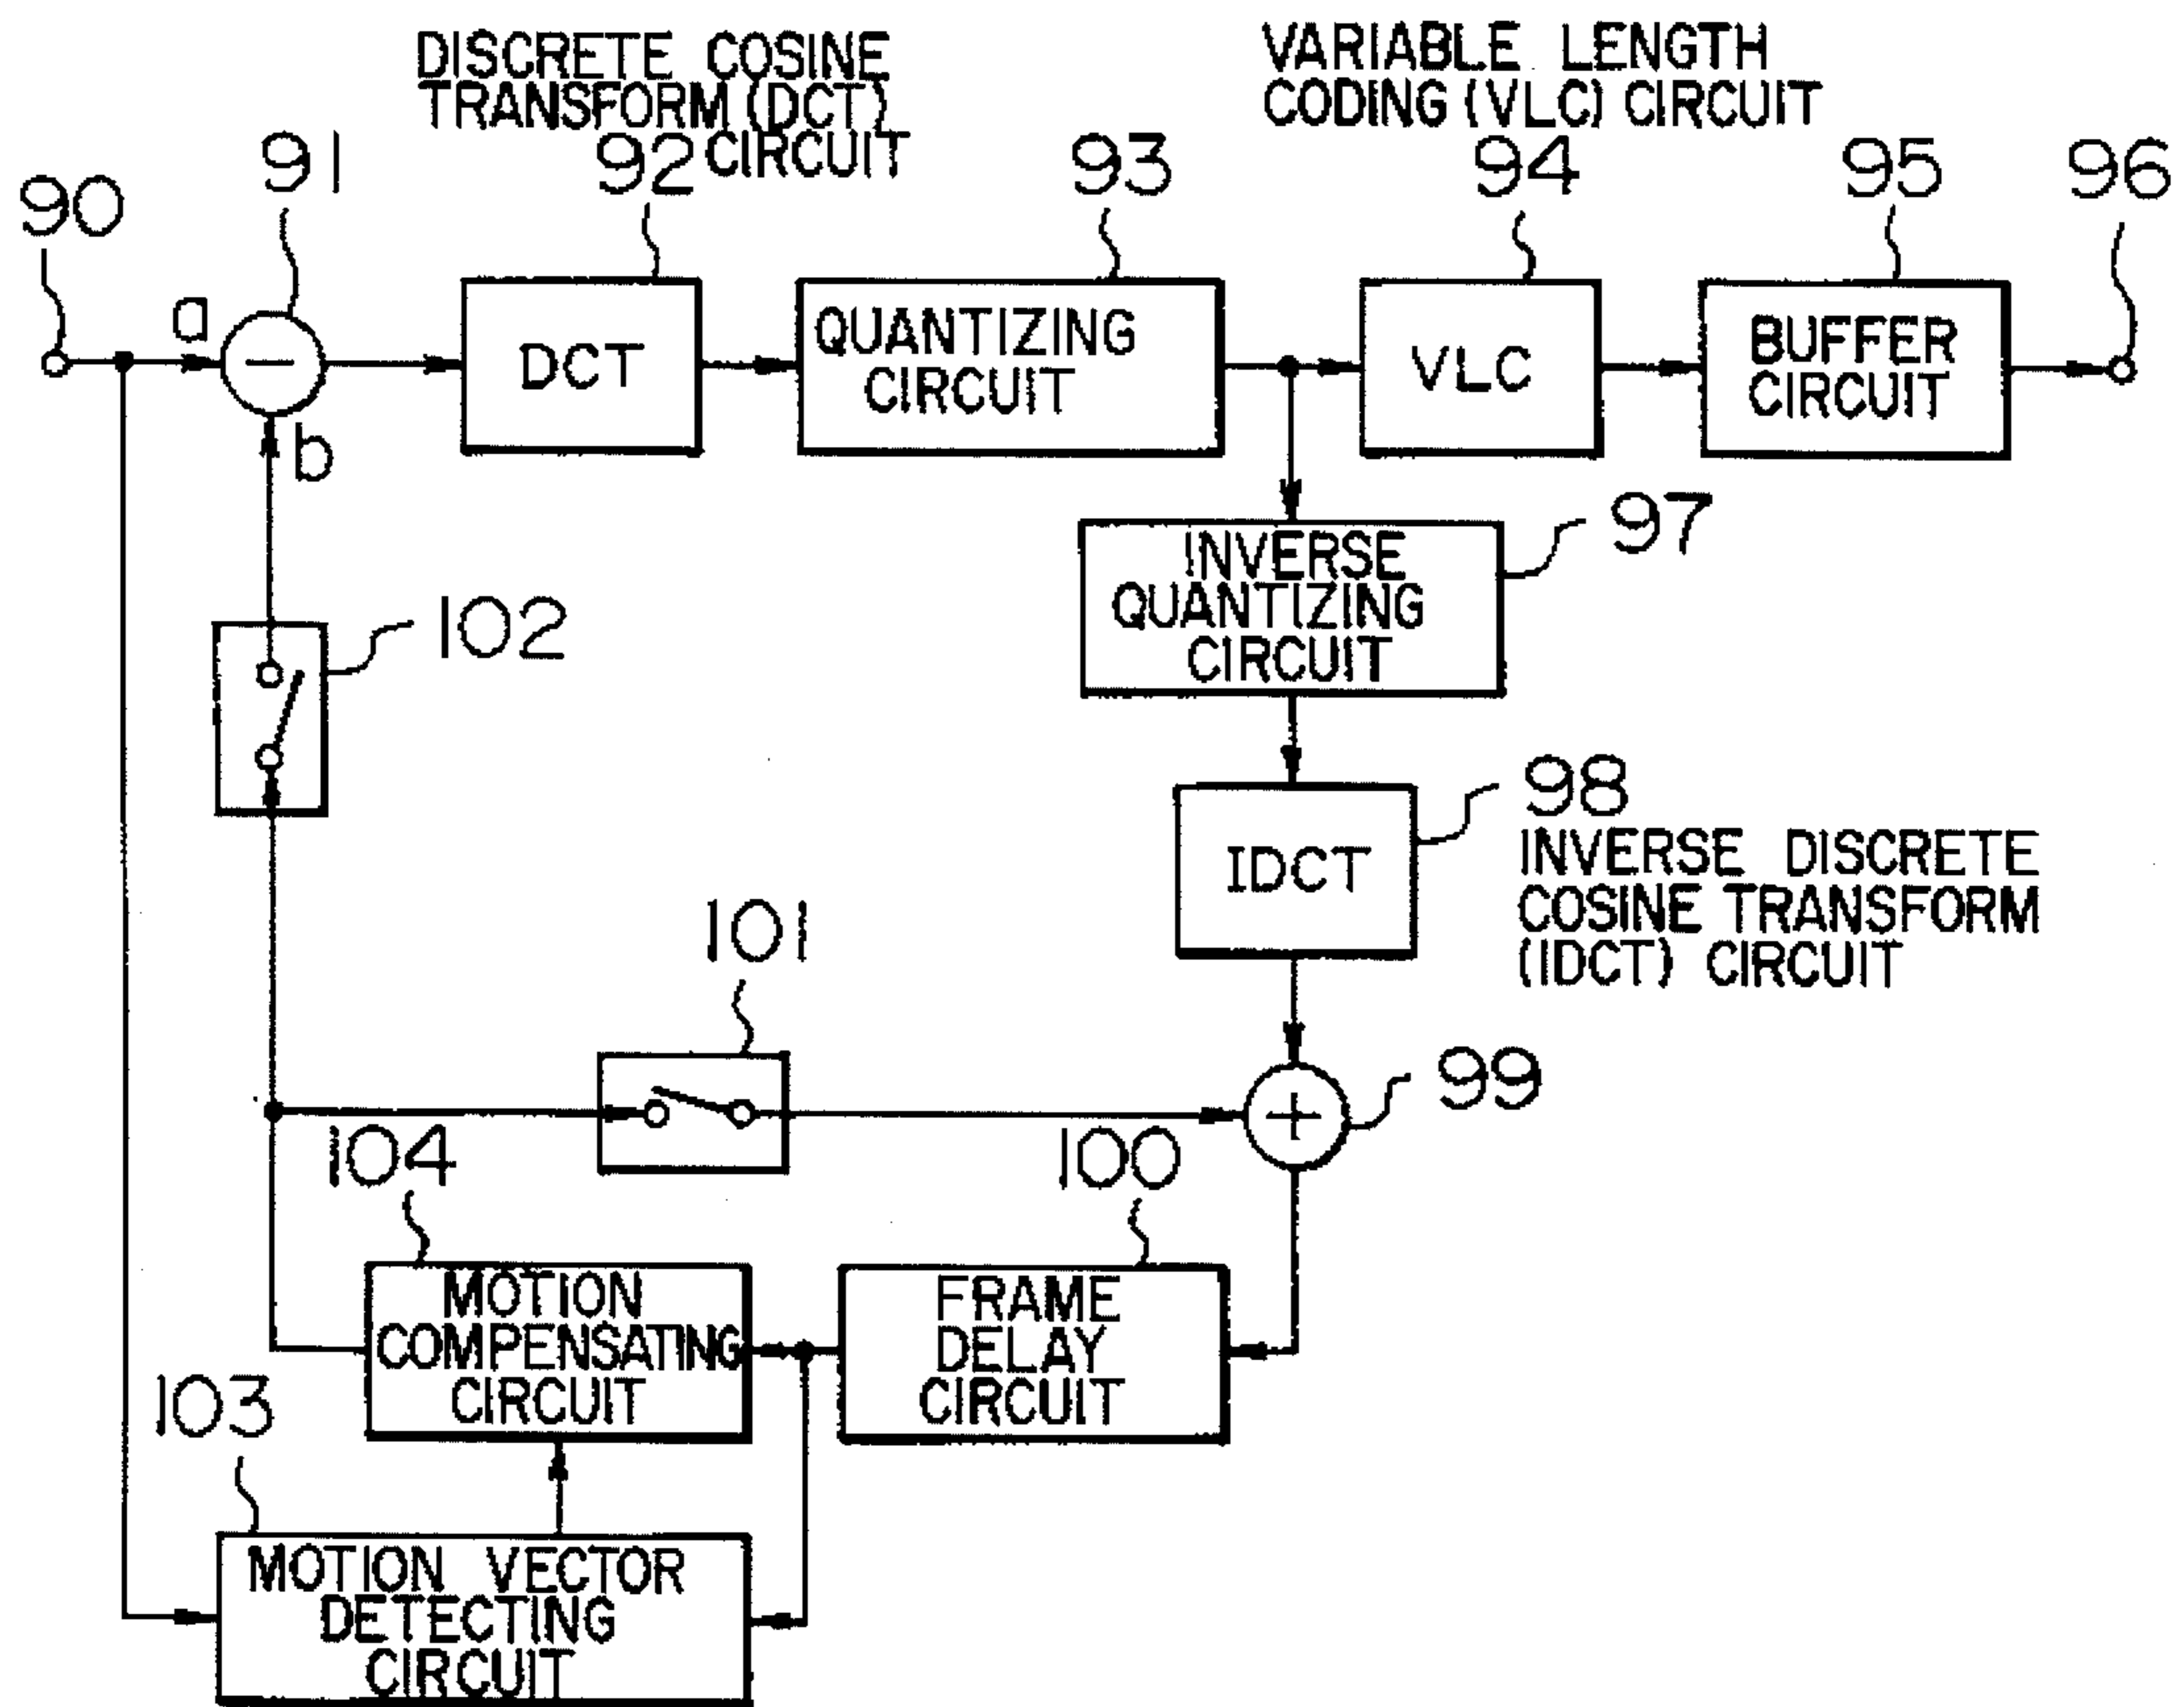 DISCRETE COSINE
TRANSFORM (DCT)
CIRCUIT
VARIABLE LENGTH
CODING (VLC) CIRCUIT
90
91
92
93
94
95
96
a
b
−
DCT
QUANTIZING
CIRCUIT
VLC
BUFFER
CIRCUIT
97
INVERSE
QUANTIZING
CIRCUIT
102
98
INVERSE DISCRETE
COSINE TRANSFORM
(IDCT) CIRCUIT
IDCT
101
99
+
104
100
MOTION
COMPENSATING
CIRCUIT
FRAME
DELAY
CIRCUIT
103
MOTION VECTOR
DETECTING
CIRCUIT